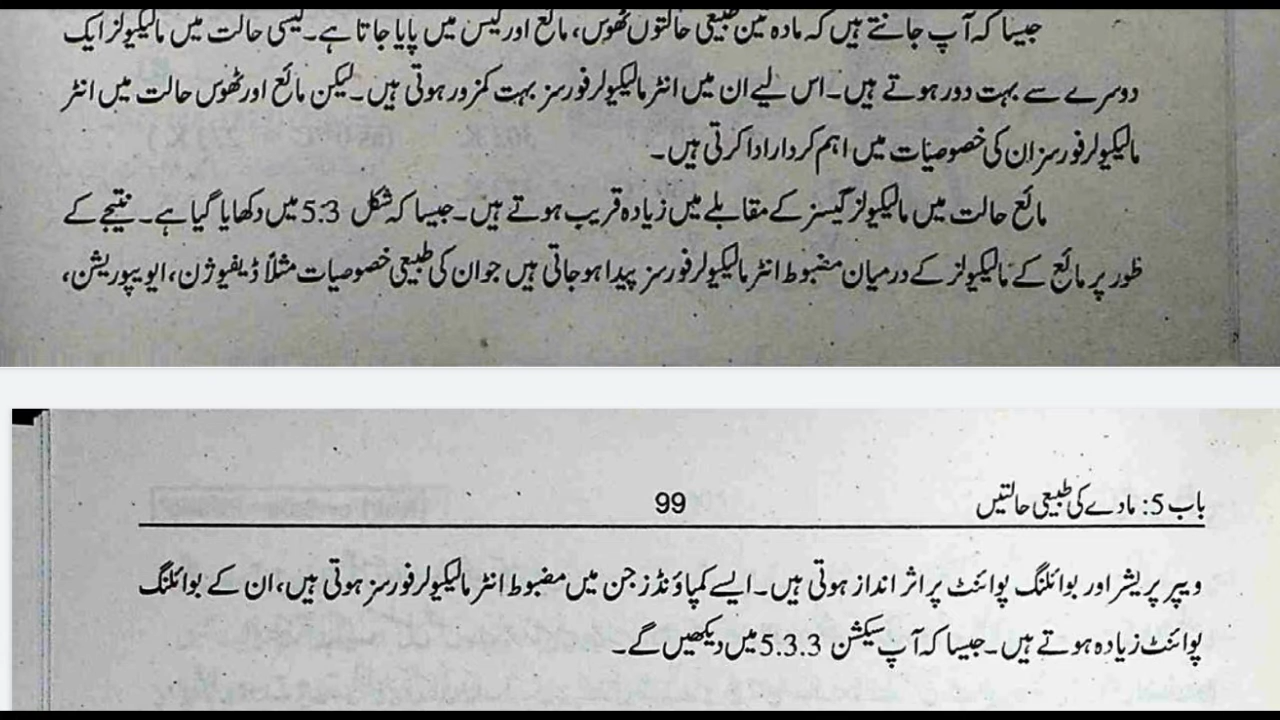 جیسا کہ آپ جانتے ہیں کہ مادہ تین طبیعی حالتوں ٹھوس، مائع اور گیس میں پایا جاتا ہے۔ گیسی حالت میں مالیکیولز ایک
دوسرے سے بہت دور ہوتے ہیں۔ اس لیے ان میں انٹر مالیکیولر فورسز بہت کمزور ہوتی ہیں۔ لیکن مائع اور ٹھوس حالت میں انٹر
مالیکیولر فورسز ان کی خصوصیات میں اہم کردار ادا کرتی ہیں۔
مائع حالت میں مالیکیولز گیسز کے مقابلے میں زیادہ قریب ہوتے ہیں۔ جیسا کہ شکل 5.3 میں دکھایا گیا ہے۔ نتیجے کے
طور پر مائع کے مالیکیولز کے درمیان مضبوط انٹر مالیکیولر فورسز پیدا ہو جاتی ہیں جو ان کی طبیعی خصوصیات مثلاً ڈیفیوژن، ایویپوریشن،
باب 5: مادے کی طبیعی حالتیں 99
ویپر پریشر اور بوائلنگ پوائنٹ پر اثر انداز ہوتی ہیں۔ ایسے کمپاؤنڈز جن میں مضبوط انٹر مالیکیولر فورسز ہوتی ہیں، ان کے بوائلنگ
پوائنٹ زیادہ ہوتے ہیں۔ جیسا کہ آپ سیکشن 5.3.3 میں دیکھیں گے۔